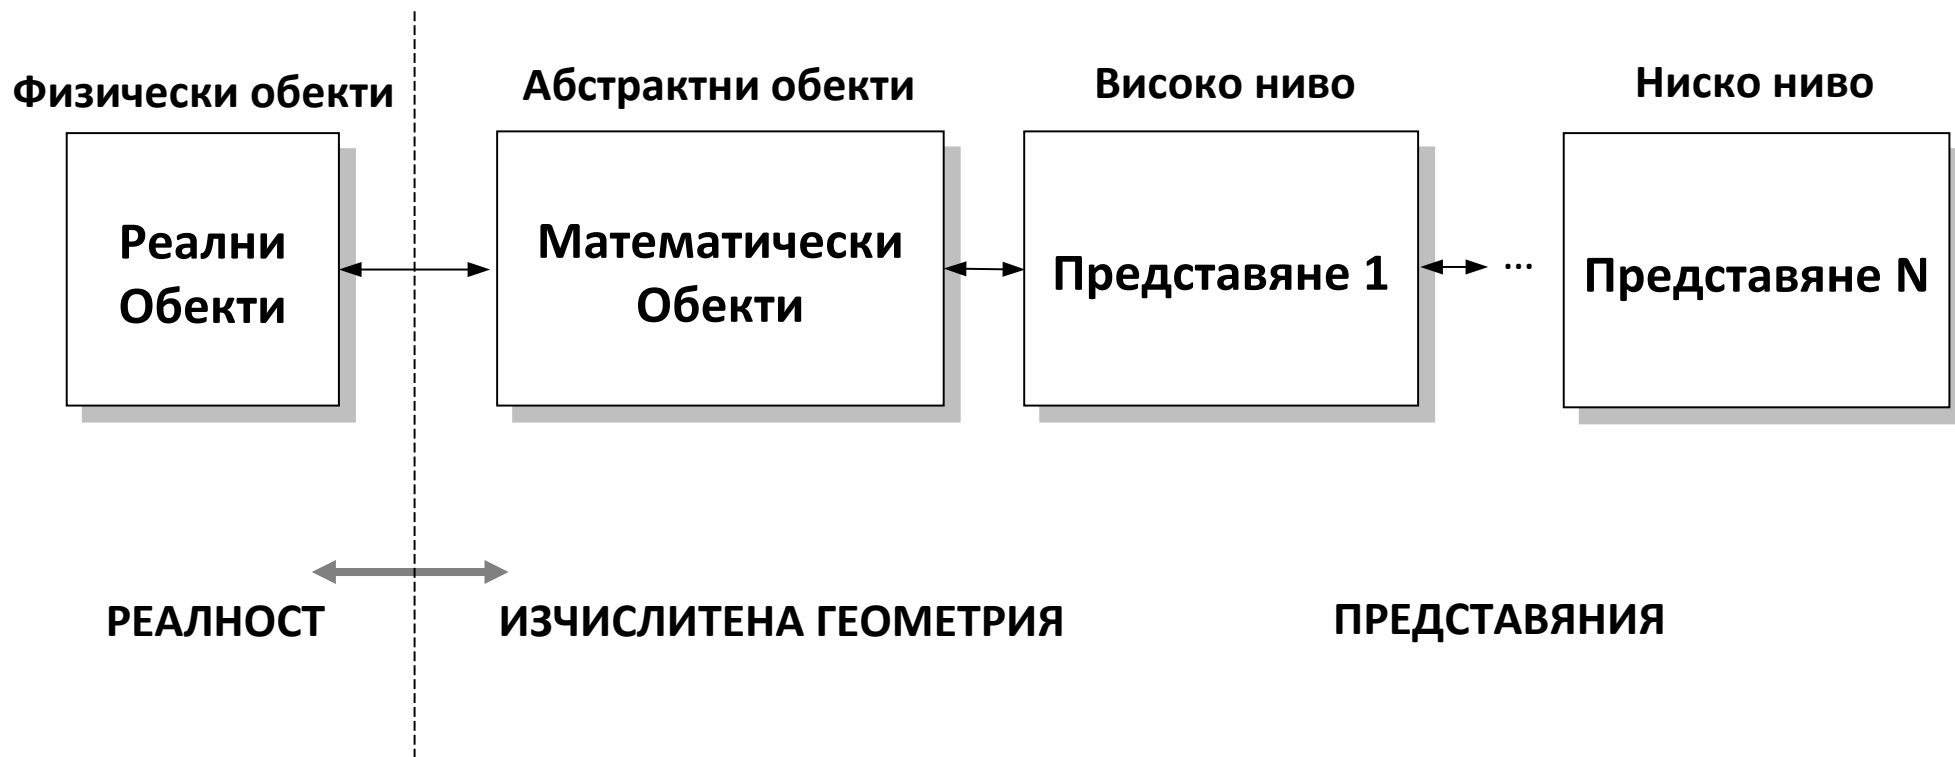 Физически обекти
Абстрактни обекти
Високо ниво
Ниско ниво
Реални
Обекти
Математически
Обекти
Представяне 1
...
Представяне N
РЕАЛНОСТ
ИЗЧИСЛИТЕНА ГЕОМЕТРИЯ
ПРЕДСТАВЯНИЯ